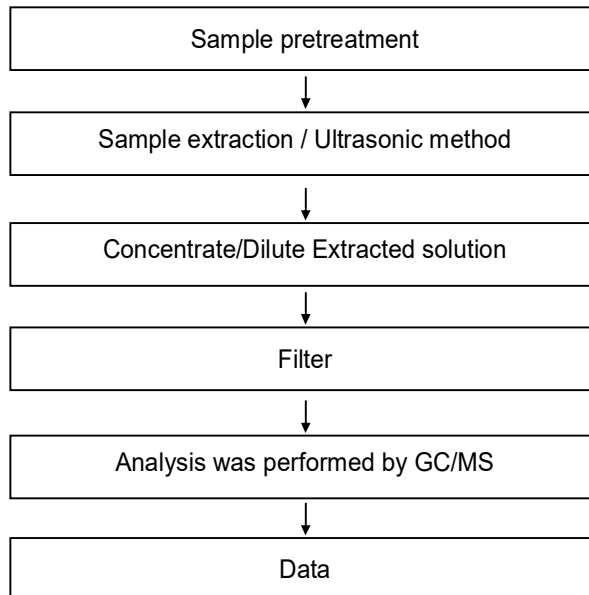 Sample pretreatment
Sample extraction / Ultrasonic method
Concentrate/Dilute Extracted solution
Filter
Analysis was performed by GC/MS
Data